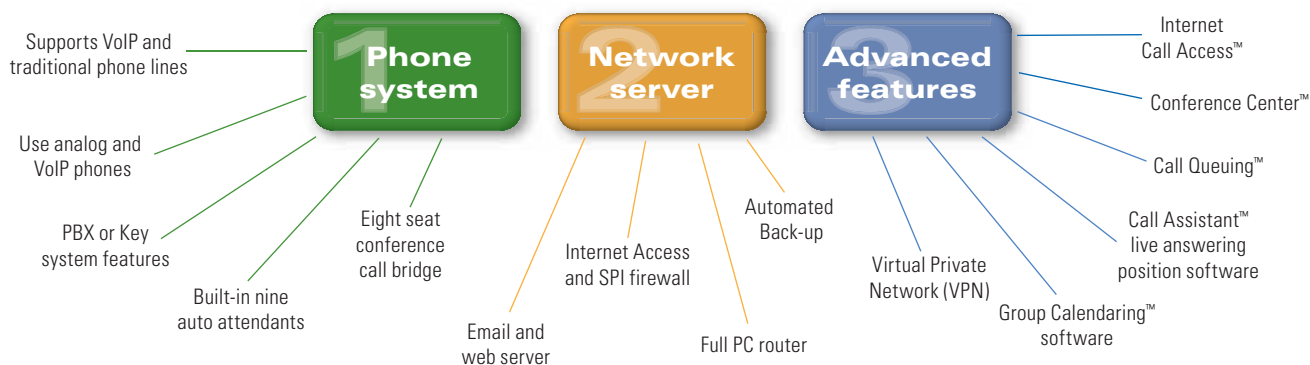 1
Phone
system
Supports VoIP and
traditional phone lines
Use analog and
VoIP phones
PBX or Key
system features
Built-in nine
auto attendants
Eight seat
conference
call bridge
2
Network
server
Email and
web server
Internet Access
and SPI firewall
Full PC router
Automated
Back-up
3
Advanced
features
Internet
Call Access™
Conference Center™
Call Queuing™
Call Assistant™
live answering
position software
Group Calendaring™
software
Virtual Private
Network (VPN)